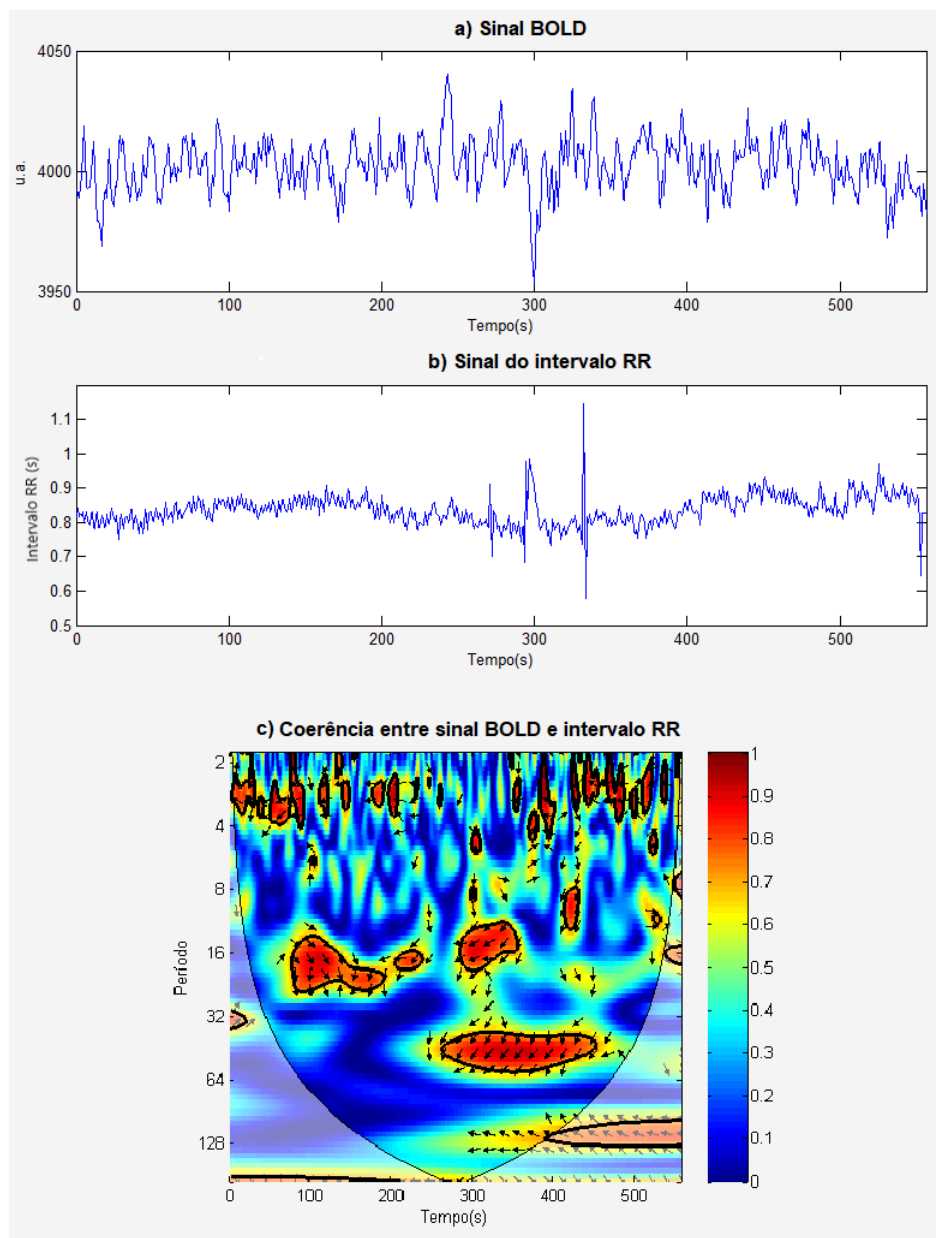 a) Sinal BOLD
4050
4000
3950
u.a.
0 100 200 300 400 500
Tempo(s)
b) Sinal do intervalo RR
1.1
1
0.9
0.8
0.7
0.6
0.5
Intervalo RR (s)
0 100 200 300 400 500
Tempo(s)
c) Coerência entre sinal BOLD e intervalo RR
2
4
8
16
32
64
128
Período
0 100 200 300 400 500
Tempo(s)
1
0.9
0.8
0.7
0.6
0.5
0.4
0.3
0.2
0.1
0